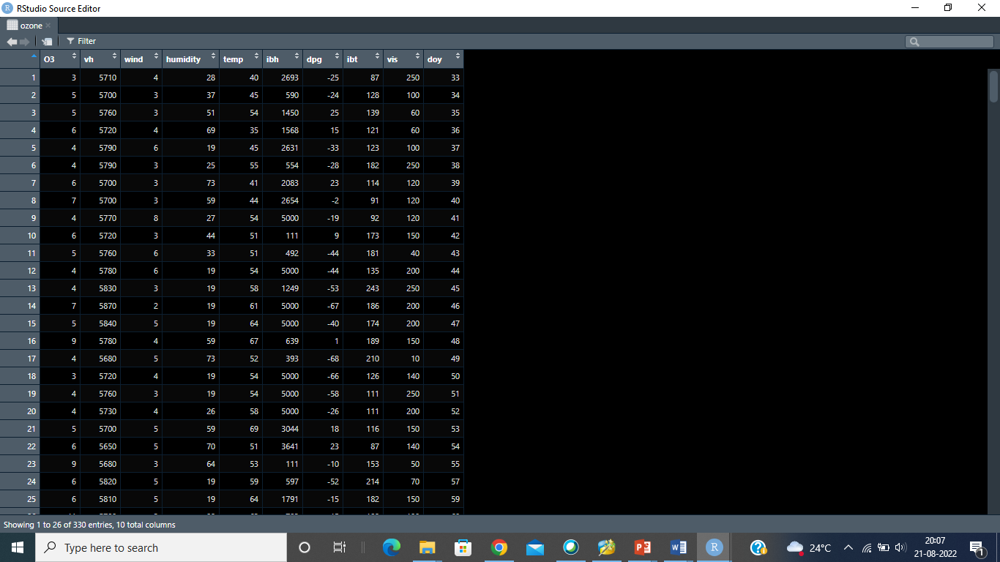 RStudio Source Editor
ozone
Filter
O3 vh wind humidity temp ibh dpg ibt vis doy
1 3 5710 4 28 40 2693 -25 87 250 33
2 5 5700 3 37 45 590 -24 128 100 34
3 5 5760 3 51 54 1450 25 139 60 35
4 6 5720 4 69 35 1568 15 121 60 36
5 4 5790 6 19 45 2631 -33 123 100 37
6 4 5790 3 25 55 554 -28 182 250 38
7 6 5700 3 73 41 2083 23 114 120 39
8 7 5700 3 59 44 2654 -2 91 120 40
9 4 5770 8 27 54 5000 -19 92 120 41
10 6 5720 3 44 51 111 9 173 150 42
11 5 5760 6 33 51 492 -44 181 40 43
12 4 5780 6 19 54 5000 -44 135 200 44
13 4 5830 3 19 58 1249 -53 243 250 45
14 7 5870 2 19 61 5000 -67 186 200 46
15 5 5840 5 19 64 5000 -40 174 200 47
16 9 5780 4 59 67 639 1 189 150 48
17 4 5680 5 73 52 393 -68 210 10 49
18 3 5720 4 19 54 5000 -66 126 140 50
19 4 5760 3 19 54 5000 -58 111 250 51
20 4 5730 4 26 58 5000 -26 111 200 52
21 5 5700 5 59 69 3044 18 116 150 53
22 6 5650 5 70 51 3641 23 87 140 54
23 9 5680 3 64 53 111 -10 153 50 55
24 6 5820 5 19 59 597 -52 214 70 57
25 6 5810 5 19 64 1791 -15 182 150 59
Showing 1 to 26 of 330 entries, 10 total columns
Type here to search
24°C
20:07
21-08-2022
1